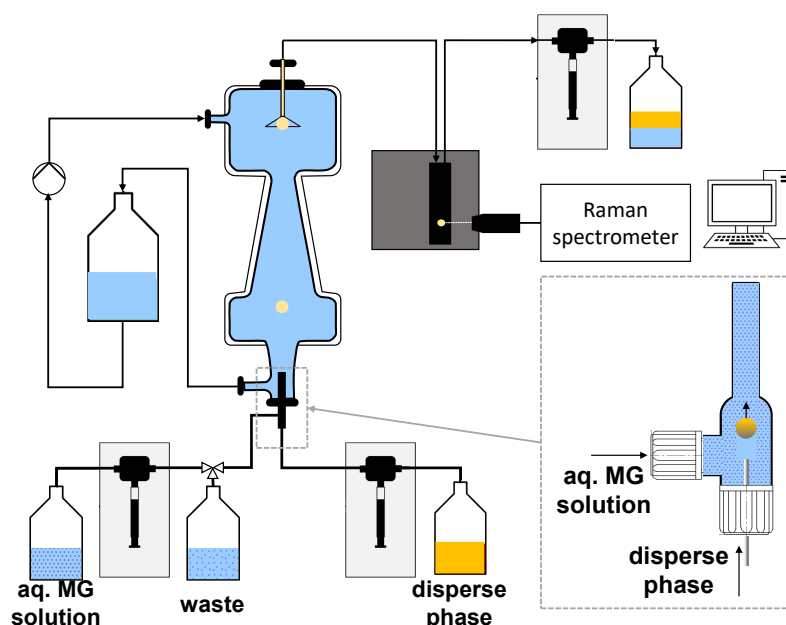 Raman
spectrometer
aq. MG
solution
disperse
phase
aq. MG
solution
waste
disperse
phase